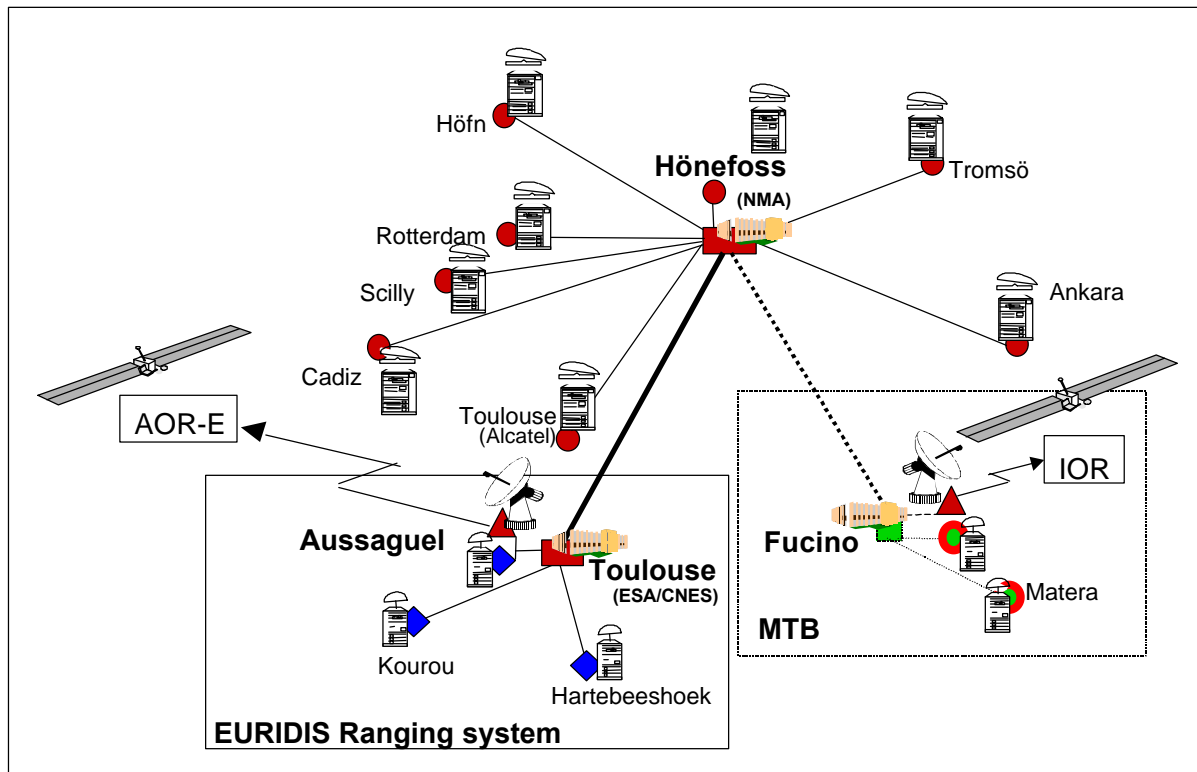 Höfn
Hönefoss
(NMA)
Tromsö
Rotterdam
Scilly
Ankara
Cadiz
AOR-E
Toulouse
(Alcatel)
IOR
Aussaguel
Fucino
Toulouse
(ESA/CNES)
Matera
MTB
Kourou
Hartebeeshoek
EURIDIS Ranging system